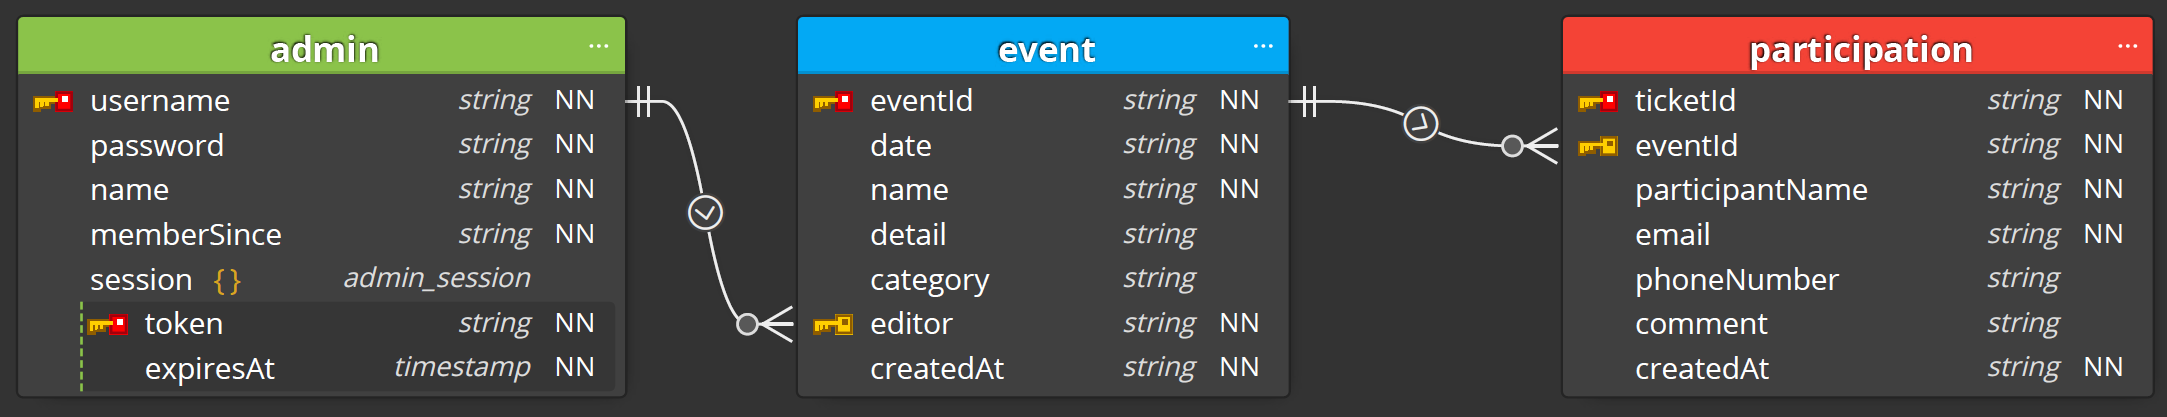 admin ...
username string NN
password string NN
name string NN
memberSince string NN
session {} admin_session
token string NN
expiresAt timestamp NN
event ...
eventId string NN
date string NN
name string NN
detail string
category string
editor string NN
createdAt string NN
participation ...
ticketId string NN
eventId string NN
participantName string NN
email string NN
phoneNumber string
comment string
createdAt string NN